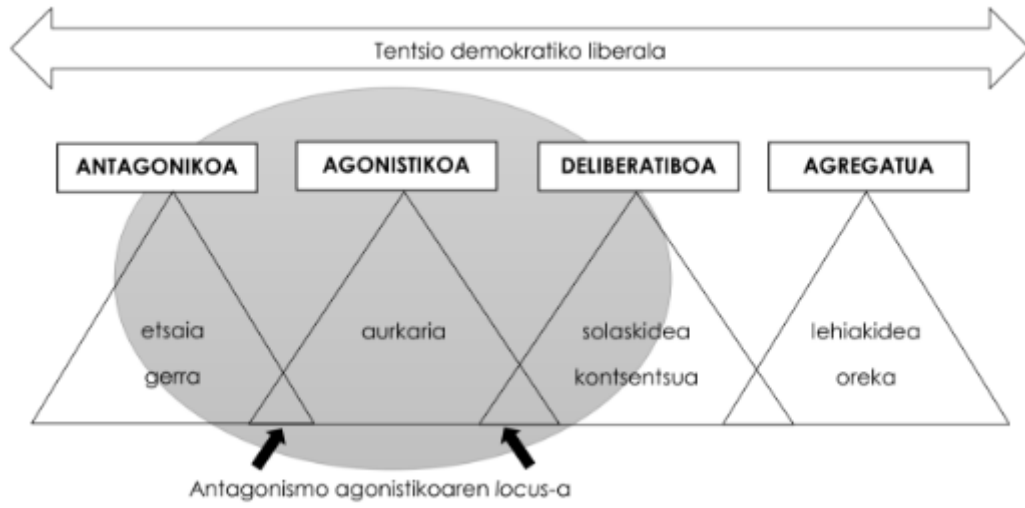 Tentsio demokratiko liberala
ANTAGONIKOA
AGONISTIKOA
DELIBERATIBOA
AGREGATUA
etsaia
gerra
aurkaria
solaskidea
kontsentsua
lehiakidea
oreka
Antagonismo agonistikoaren locus-a